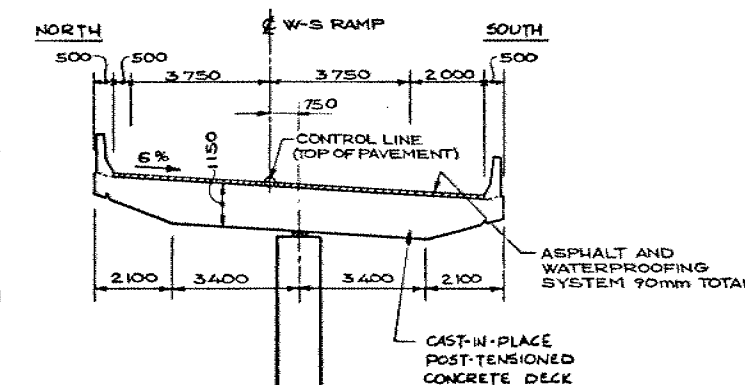 NORTH
℄ W-S RAMP
SOUTH
500
500
3750
3750
2000
500
750
CONTROL LINE
(TOP OF PAVEMENT)
6%
1150
2100
3400
3400
2100
ASPHALT AND
WATERPROOFING
SYSTEM 90mm TOTAL
CAST-IN-PLACE
POST-TENSIONED
CONCRETE DECK